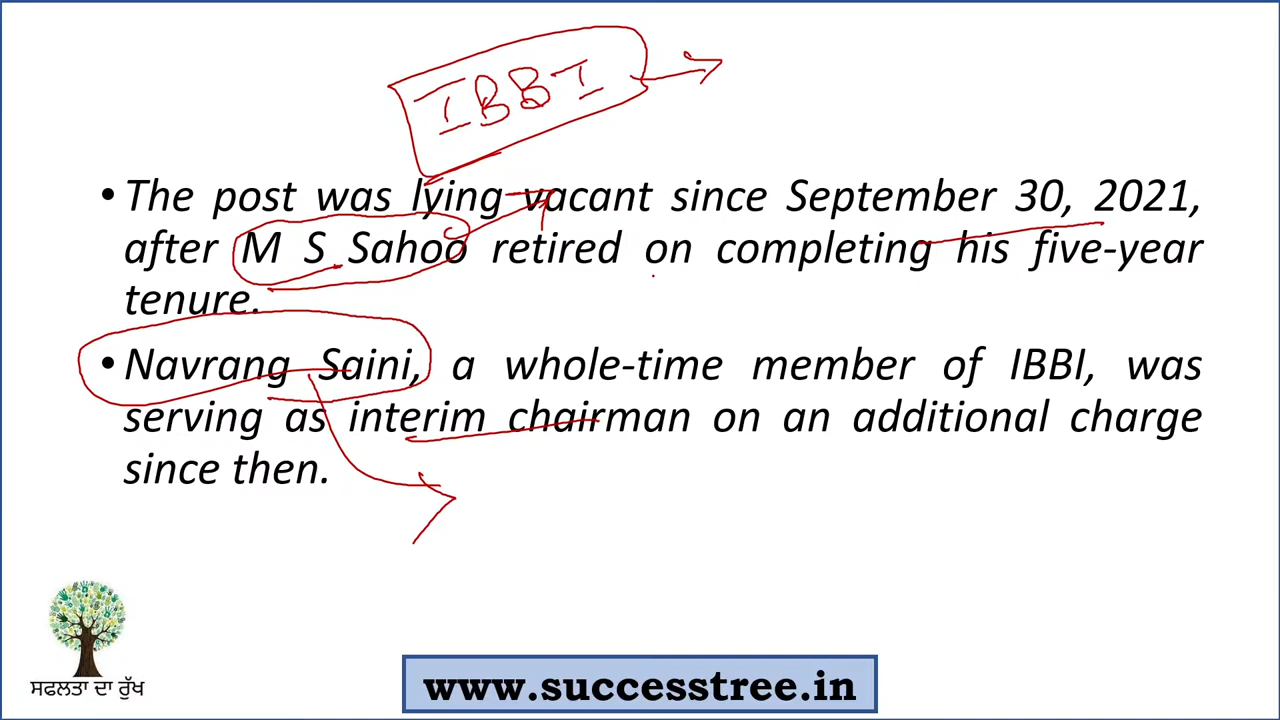 IBBI
• The post was lying vacant since September 30, 2021,
after M S Sahoo retired on completing his five-year
tenure.
• Navrang Saini, a whole-time member of IBBI, was
serving as interim chairman on an additional charge
since then.
ਸਫਲਤਾ ਦਾ ਰੁੱਖ
www.successtree.in